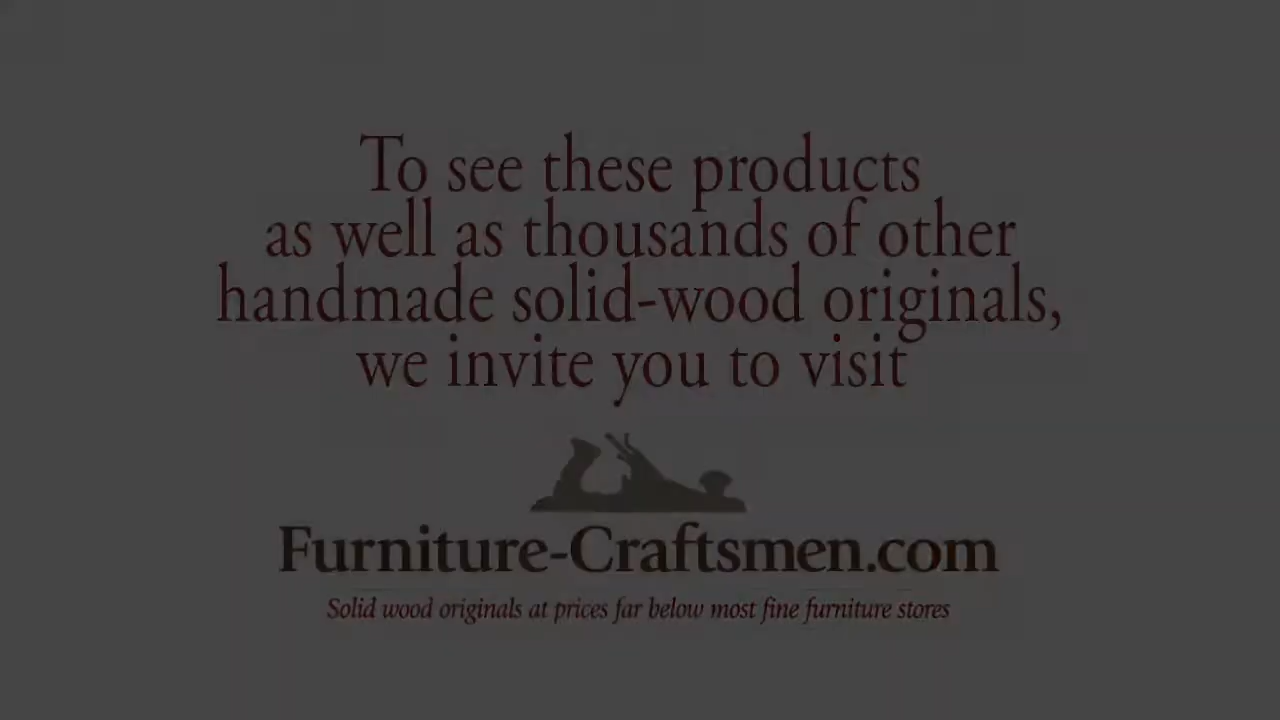 To see these products
as well as thousands of other
handmade solid-wood originals,
we invite you to visit
Furniture-Craftsmen.com
Solid wood originals at prices far below most fine furniture stores